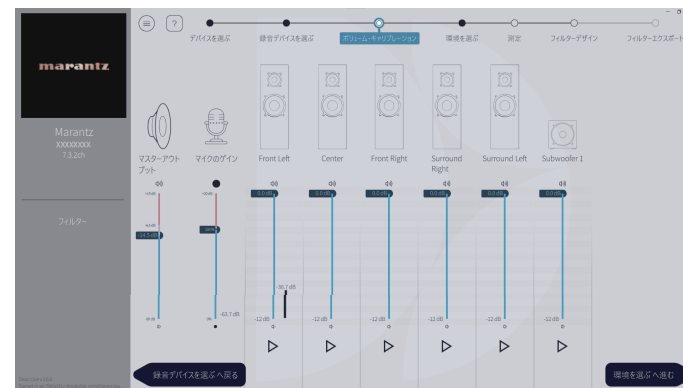 marantz
Marantz
XXXXXXXX
7.3.2ch
フィルター
?
デバイスを選ぶ
録音デバイスを選ぶ
ボリューム・キャリブレーション
環境を選ぶ
測定
フィルターデザイン
フィルターエクスポート
マスターアウト
プット
マイクのゲイン
Front Left
Center
Front Right
Surround
Right
Surround Left
Subwoofer 1
0.0 dB
0.0 dB
0.0 dB
0.0 dB
0.0 dB
0.0 dB
-14.5 dB
-36.7 dB
-63.7 dB
-12 dB
-12 dB
-12 dB
-12 dB
-12 dB
-12 dB
録音デバイスを選ぶ へ戻る
環境を選ぶ へ進む